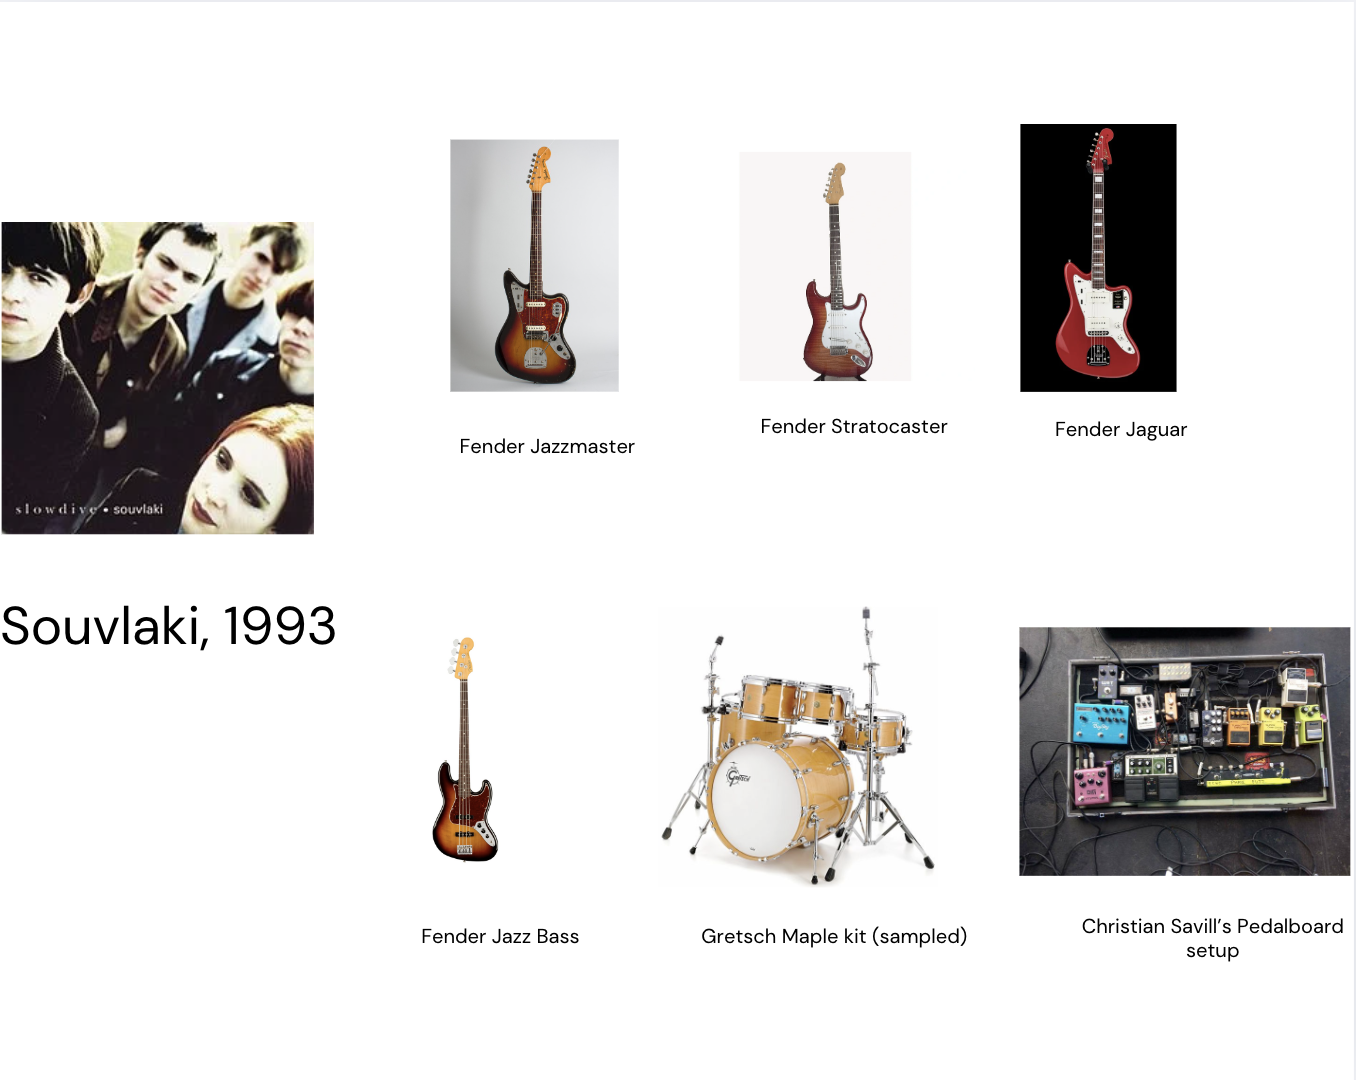 Fender Jazzmaster
Fender Stratocaster
Fender Jaguar
slowdive • souvlaki
Souvlaki, 1993
Gretsch
Fender Jazz Bass
Gretsch Maple kit (sampled)
Christian Savill’s Pedalboard
setup